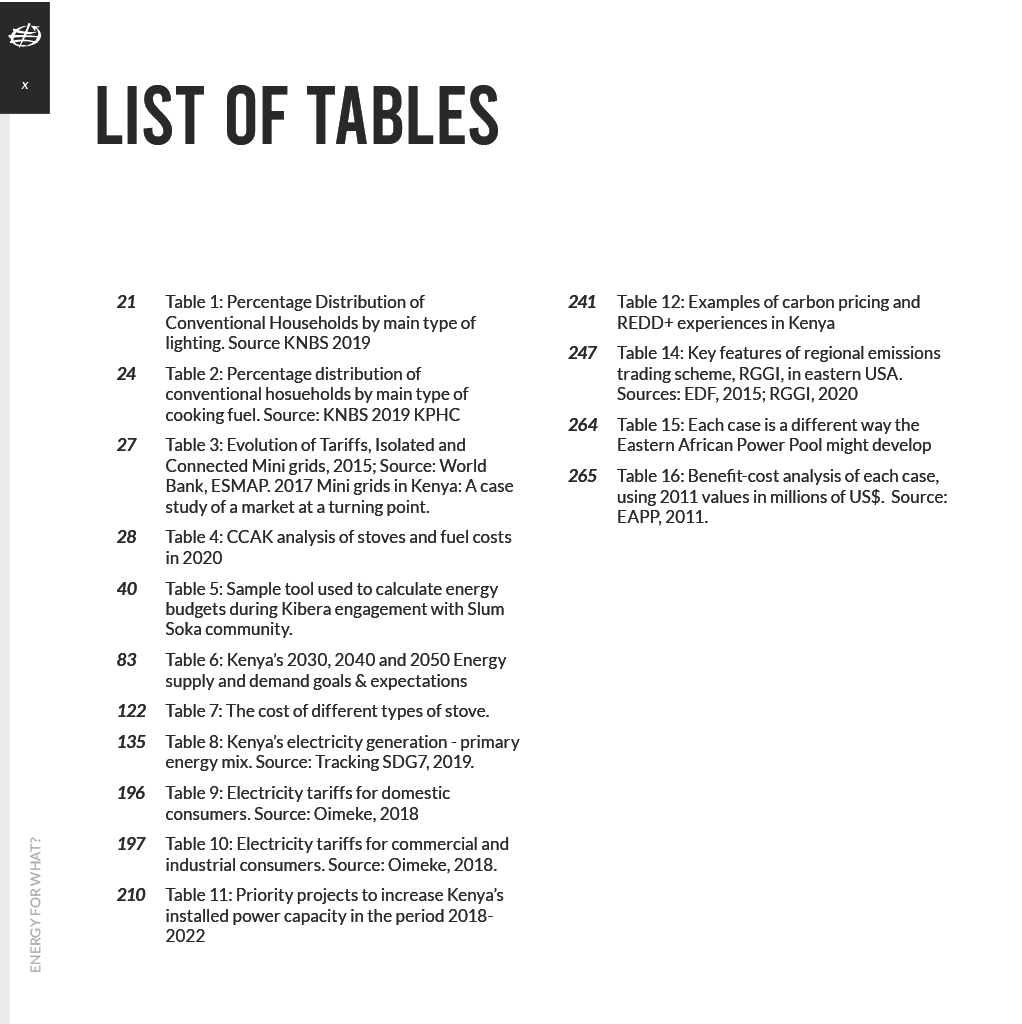 x
LIST OF TABLES
21 Table 1: Percentage Distribution of
Conventional Households by main type of
lighting. Source KNBS 2019
24 Table 2: Percentage distribution of
conventional hosueholds by main type of
cooking fuel. Source: KNBS 2019 KPHC
27 Table 3: Evolution of Tariffs, Isolated and
Connected Mini grids, 2015; Source: World
Bank, ESMAP. 2017 Mini grids in Kenya: A case
study of a market at a turning point.
28 Table 4: CCAK analysis of stoves and fuel costs
in 2020
40 Table 5: Sample tool used to calculate energy
budgets during Kibera engagement with Slum
Soka community.
83 Table 6: Kenya’s 2030, 2040 and 2050 Energy
supply and demand goals & expectations
122 Table 7: The cost of different types of stove.
135 Table 8: Kenya’s electricity generation - primary
energy mix. Source: Tracking SDG7, 2019.
196 Table 9: Electricity tariffs for domestic
consumers. Source: Oimeke, 2018
197 Table 10: Electricity tariffs for commercial and
industrial consumers. Source: Oimeke, 2018.
210 Table 11: Priority projects to increase Kenya’s
installed power capacity in the period 2018-
2022
241 Table 12: Examples of carbon pricing and
REDD+ experiences in Kenya
247 Table 14: Key features of regional emissions
trading scheme, RGGI, in eastern USA.
Sources: EDF, 2015; RGGI, 2020
264 Table 15: Each case is a different way the
Eastern African Power Pool might develop
265 Table 16: Benefit-cost analysis of each case,
using 2011 values in millions of US$. Source:
EAPP, 2011.
ENERGY FOR WHAT?